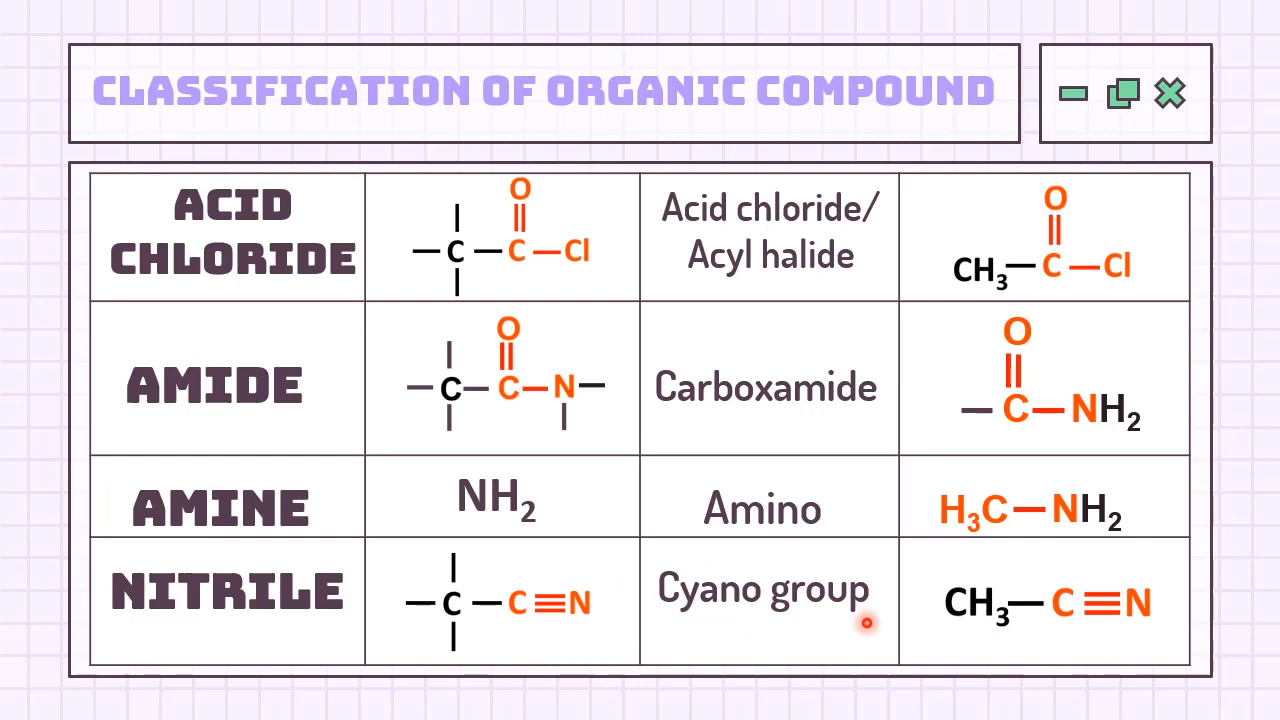 CLASSIFICATION OF ORGANIC COMPOUND
ACID
CHLORIDE
O
C C Cl
Acid chloride/
Acyl halide
O
CH3 C Cl
AMIDE
O
C C N
Carboxamide
O
C NH2
AMINE
NH2
Amino
H3C NH2
NITRILE
C C≡N
Cyano group
CH3 C≡N